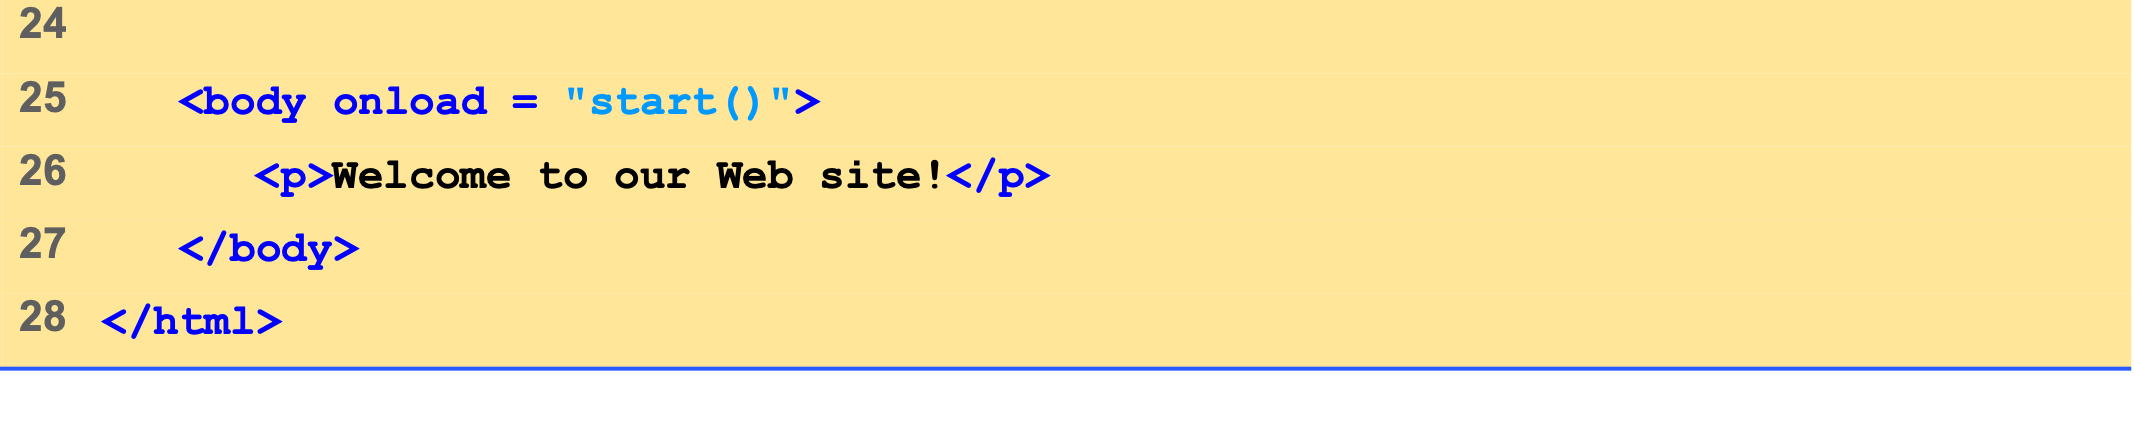 24
25 <body onload = "start()">
26 <p>Welcome to our Web site!</p>
27 </body>
28 </html>